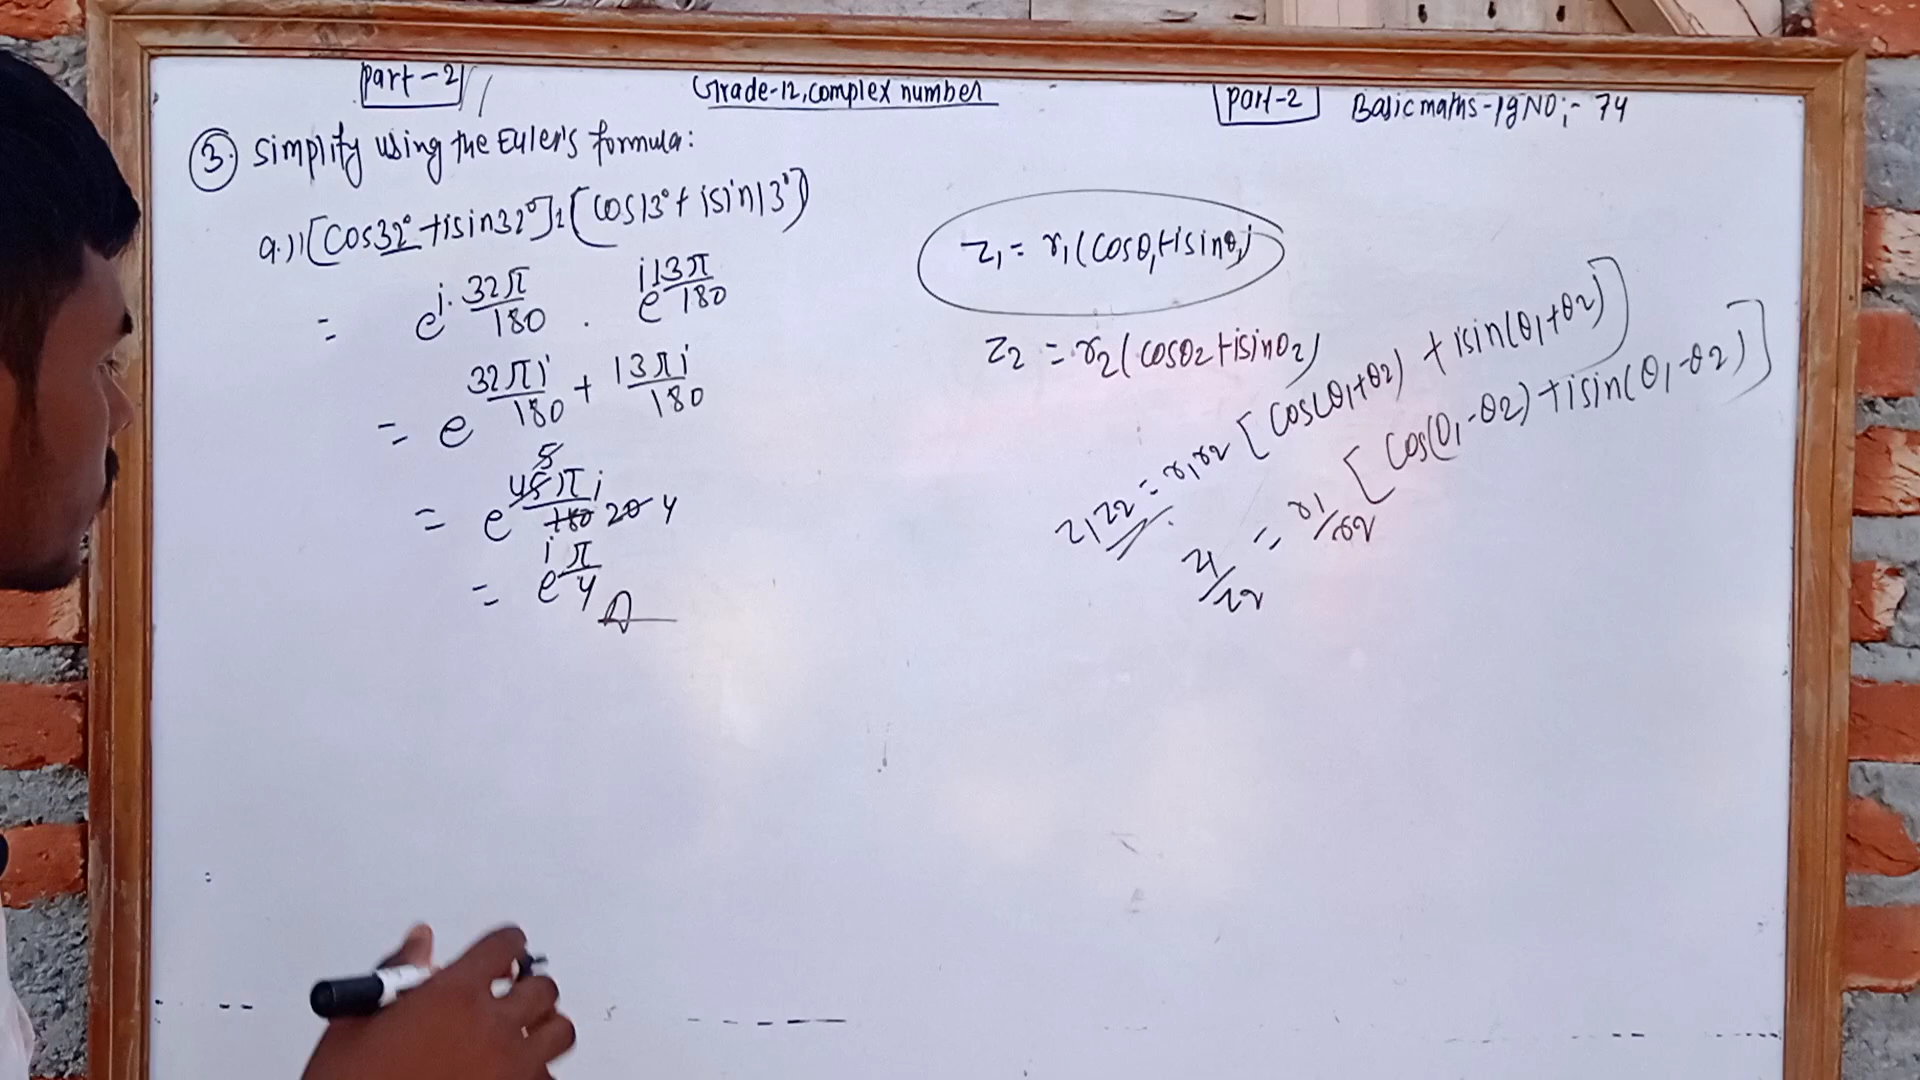 part-2 Grade-12, complex number part-2 Basic maths-pg NO;- 74
3. simplify using the Euler's formula:
a.)) [cos32° + isin32°] [cos13° + isin13°]
= e^{i·32π/180} . e^{i13π/180}
= e^{32πi/180 + 13πi/180}
= e^{45πi/180} 5 20 4
= e^{iπ/4}
z₁ = r₁(cosθ₁+isinθ₁)
z₂ = r₂(cosθ₂+isinθ₂)
z₁z₂ = r₁r₂[cos(θ₁+θ₂) + isin(θ₁+θ₂)]
z₁/z₂ = r₁/r₂ [cos(θ₁-θ₂)+isin(θ₁-θ₂)]